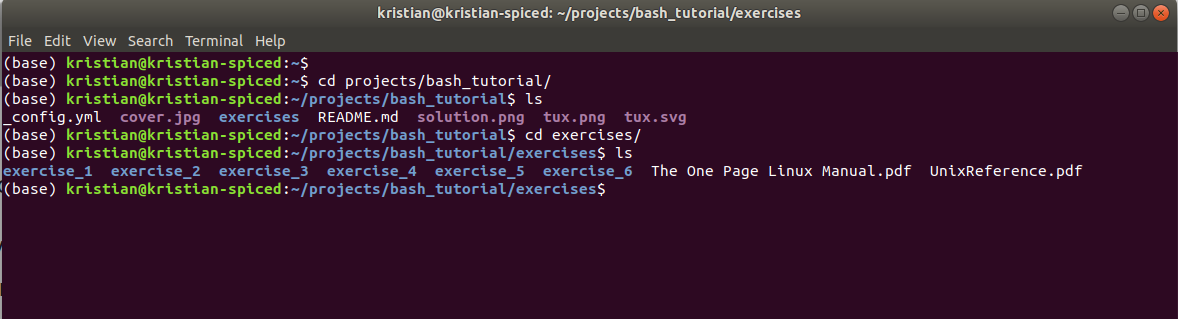 kristian@kristian-spiced: ~/projects/bash_tutorial/exercises
File Edit View Search Terminal Help
(base) kristian@kristian-spiced:~$
(base) kristian@kristian-spiced:~$ cd projects/bash_tutorial/
(base) kristian@kristian-spiced:~/projects/bash_tutorial$ ls
_config.yml  cover.jpg  exercises  README.md  solution.png  tux.png  tux.svg
(base) kristian@kristian-spiced:~/projects/bash_tutorial$ cd exercises/
(base) kristian@kristian-spiced:~/projects/bash_tutorial/exercises$ ls
exercise_1  exercise_2  exercise_3  exercise_4  exercise_5  exercise_6  The One Page Linux Manual.pdf  UnixReference.pdf
(base) kristian@kristian-spiced:~/projects/bash_tutorial/exercises$